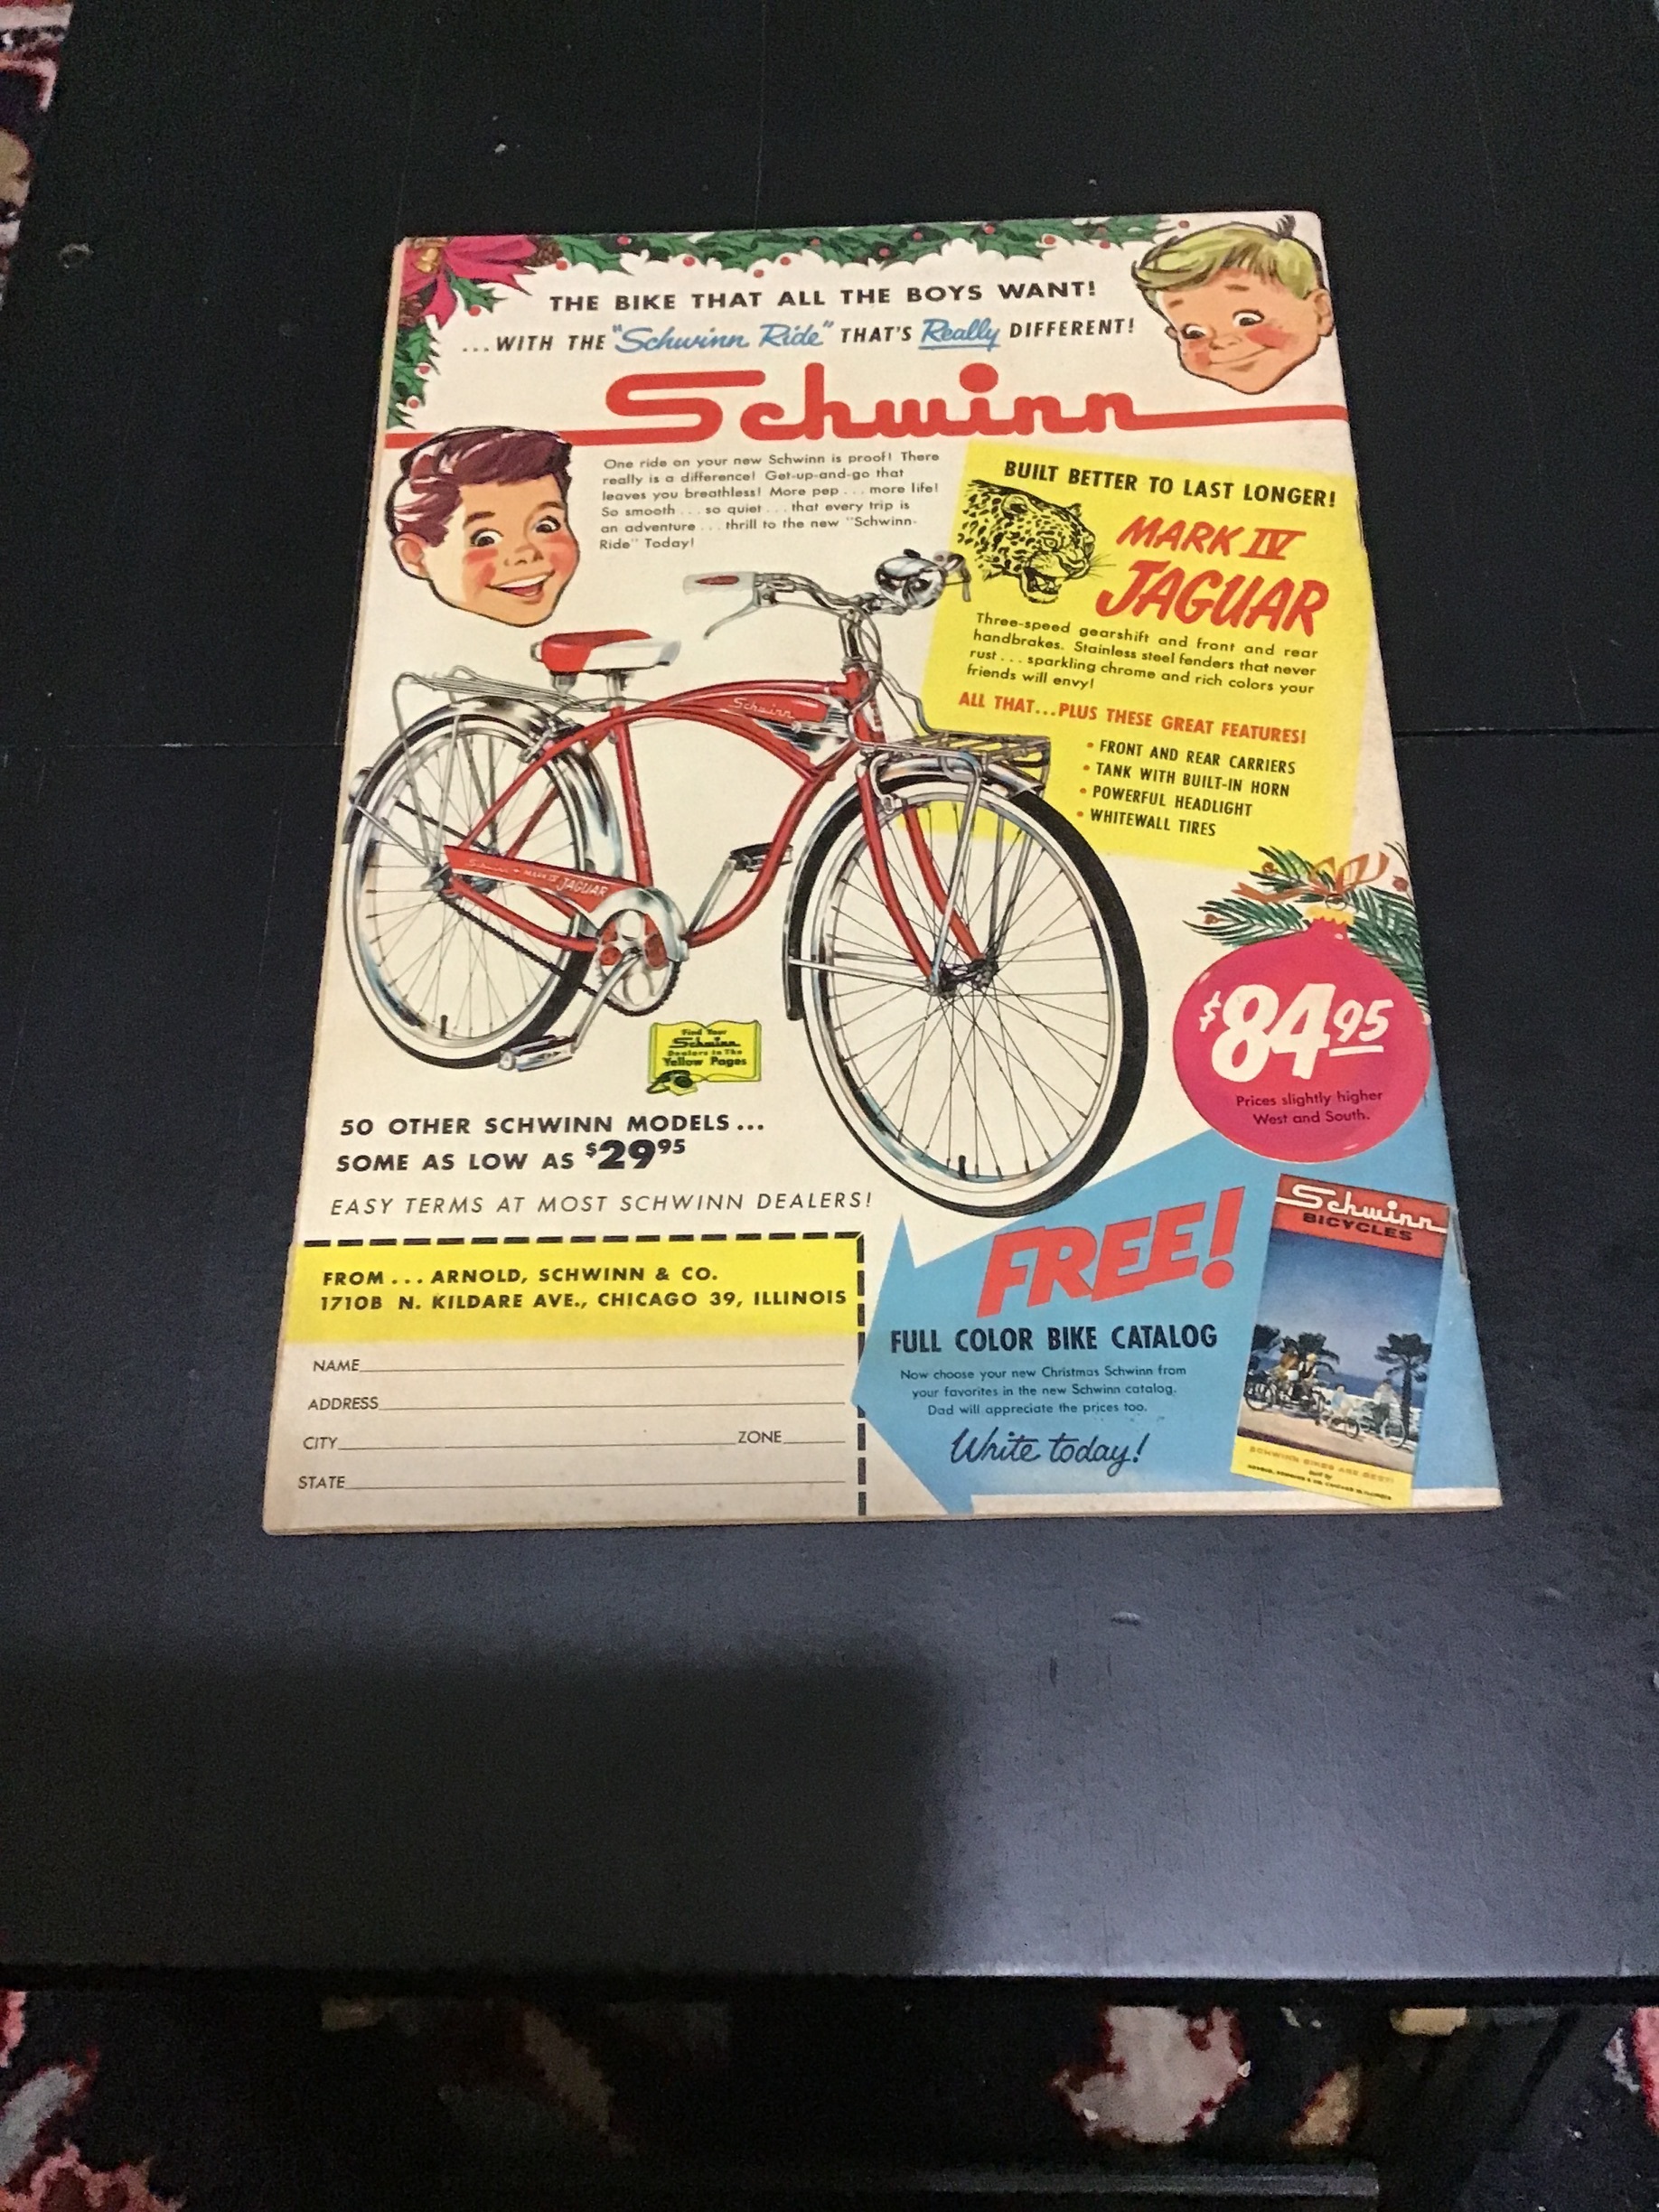 THE BIKE THAT ALL THE BOYS WANT!
...WITH THE "Schwinn Ride" THAT'S Really DIFFERENT!
Schwinn
One ride on your new Schwinn is proof! There
really is a difference! Get-up-and-go that
leaves you breathless! More pep ... more life!
So smooth ... so quiet ... that every trip is
an adventure ... thrill to the new "Schwinn-
Ride" Today!
BUILT BETTER TO LAST LONGER!
MARK IV
JAGUAR
Three-speed gearshift and front and rear
handbrakes. Stainless steel fenders that never
rust ... sparkling chrome and rich colors your
friends will envy!
ALL THAT...PLUS THESE GREAT FEATURES!
• FRONT AND REAR CARRIERS
• TANK WITH BUILT-IN HORN
• POWERFUL HEADLIGHT
• WHITEWALL TIRES
Schwinn
Schwinn - MARK IV JAGUAR
$84.95
Prices slightly higher
West and South.
Find Your
Schwinn
Dealers in The
Yellow Pages
50 OTHER SCHWINN MODELS...
SOME AS LOW AS $29.95
EASY TERMS AT MOST SCHWINN DEALERS!
FROM ... ARNOLD, SCHWINN & CO.
1710B N. KILDARE AVE., CHICAGO 39, ILLINOIS
NAME
ADDRESS
CITY ZONE
STATE
FREE!
FULL COLOR BIKE CATALOG
Now choose your new Christmas Schwinn from
your favorites in the new Schwinn catalog.
Dad will appreciate the prices too.
Write today!
Schwinn
BICYCLES
SCHWINN BIKES ARE BEST!